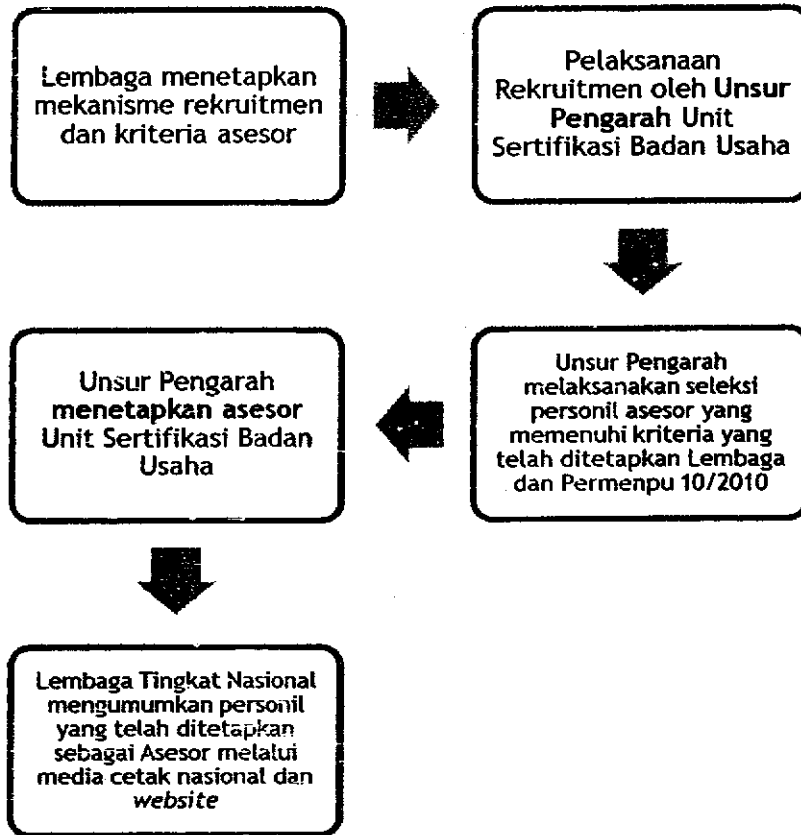 Lembaga menetapkan
mekanisme rekruitmen
dan kriteria asesor
Pelaksanaan
Rekruitmen oleh Unsur
Pengarah Unit
Sertifikasi Badan Usaha
Unsur Pengarah
melaksanakan seleksi
personil asesor yang
memenuhi kriteria yang
telah ditetapkan Lembaga
dan Permenpu 10/2010
Unsur Pengarah
menetapkan asesor
Unit Sertifikasi Badan
Usaha
Lembaga Tingkat Nasional
mengumumkan personil
yang telah ditetapkan
sebagai Asesor melalui
media cetak nasional dan
website